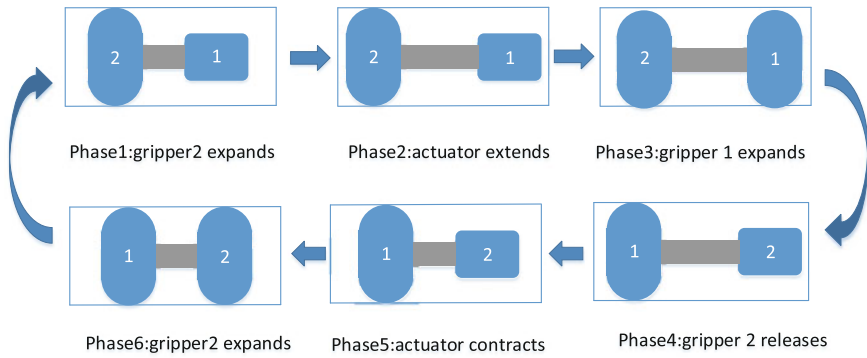 2 1
2 1
2 1
Phase1:gripper2 expands
Phase2:actuator extends
Phase3:gripper 1 expands
1 2
1 2
1 2
Phase6:gripper2 expands
Phase5:actuator contracts
Phase4:gripper 2 releases